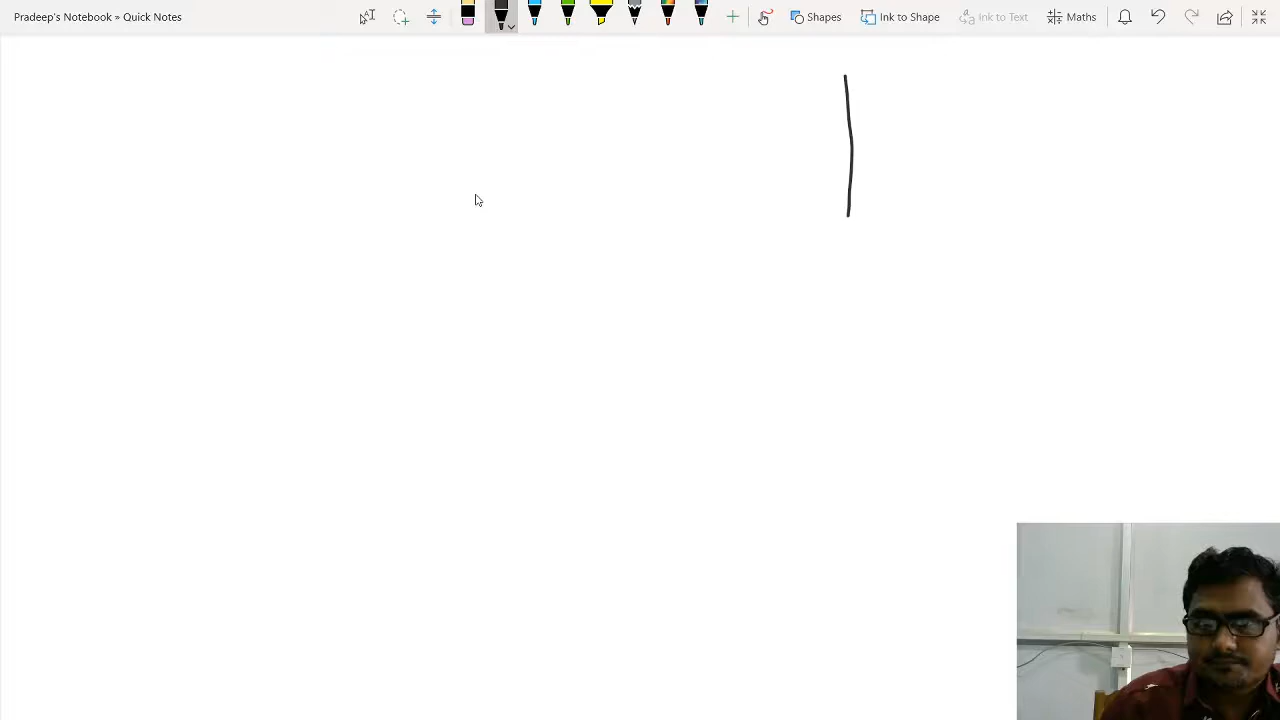 Pradeep's Notebook » Quick Notes
Shapes
Ink to Shape
Ink to Text
Maths